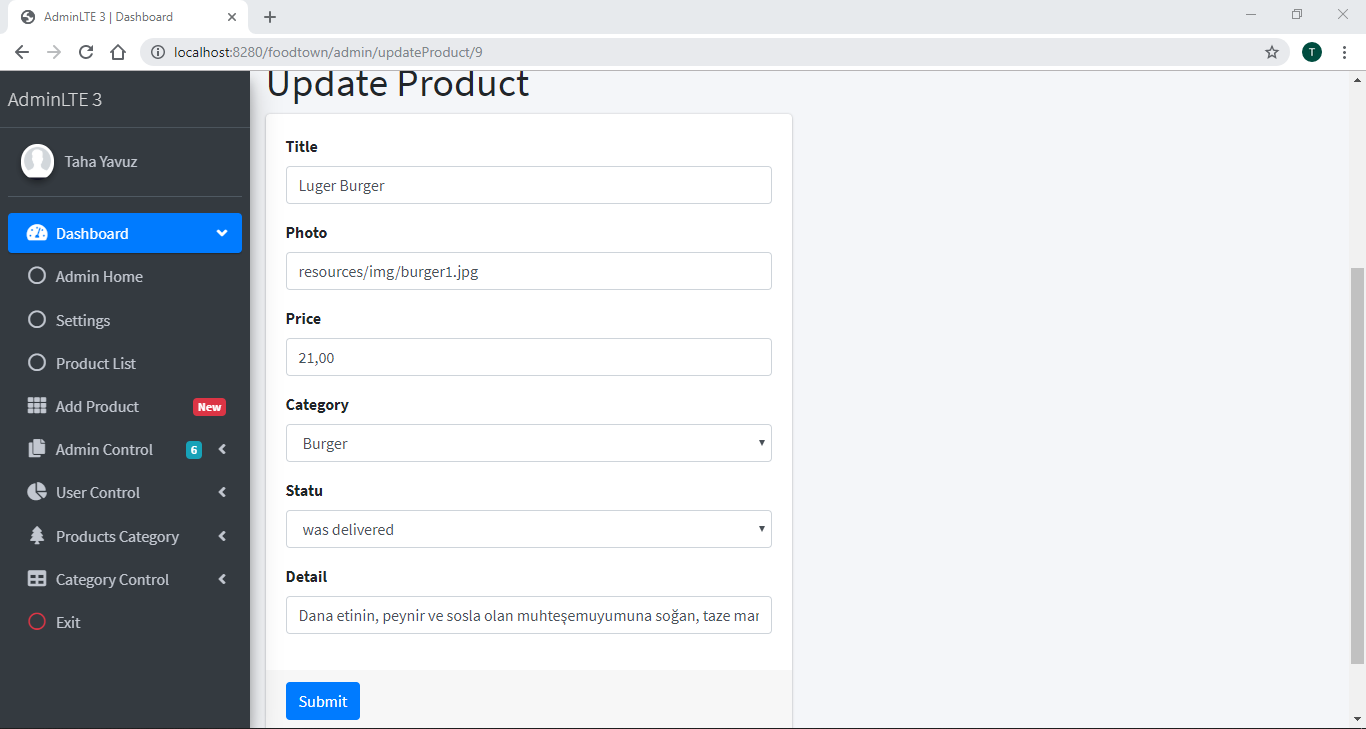 AdminLTE 3 | Dashboard
localhost:8280/foodtown/admin/updateProduct/9
T
AdminLTE 3
Taha Yavuz
Dashboard
Admin Home
Settings
Product List
Add Product New
Admin Control 6
User Control
Products Category
Category Control
Exit
Update Product
Title
Luger Burger
Photo
resources/img/burger1.jpg
Price
21,00
Category
Burger
Statu
was delivered
Detail
Dana etinin, peynir ve sosla olan muhteşemuyumuna soğan, taze mar
Submit